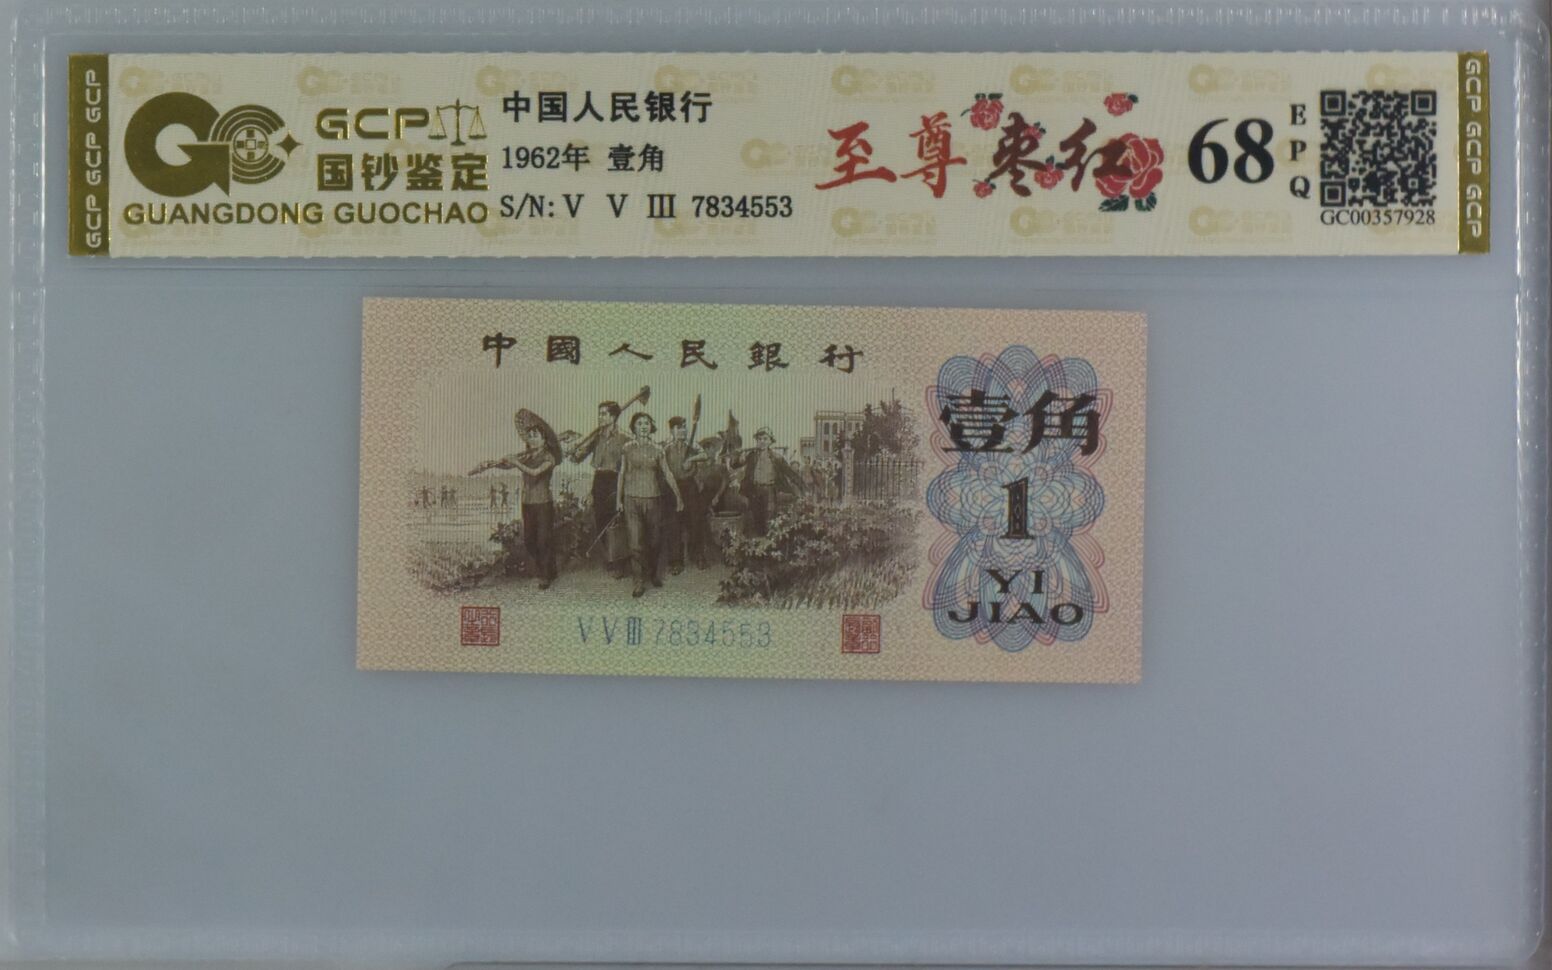 GCP GCP GCP
GCP
国钞鉴定
GUANGDONG GUOCHAO
中国人民银行
1962年 壹角
S/N: V V III 7834553
至尊枣红
68
E
P
Q
GC00357928
GCP GCP GCP
中國人民銀行
壹角
1
YI
JIAO
V V III 7834553